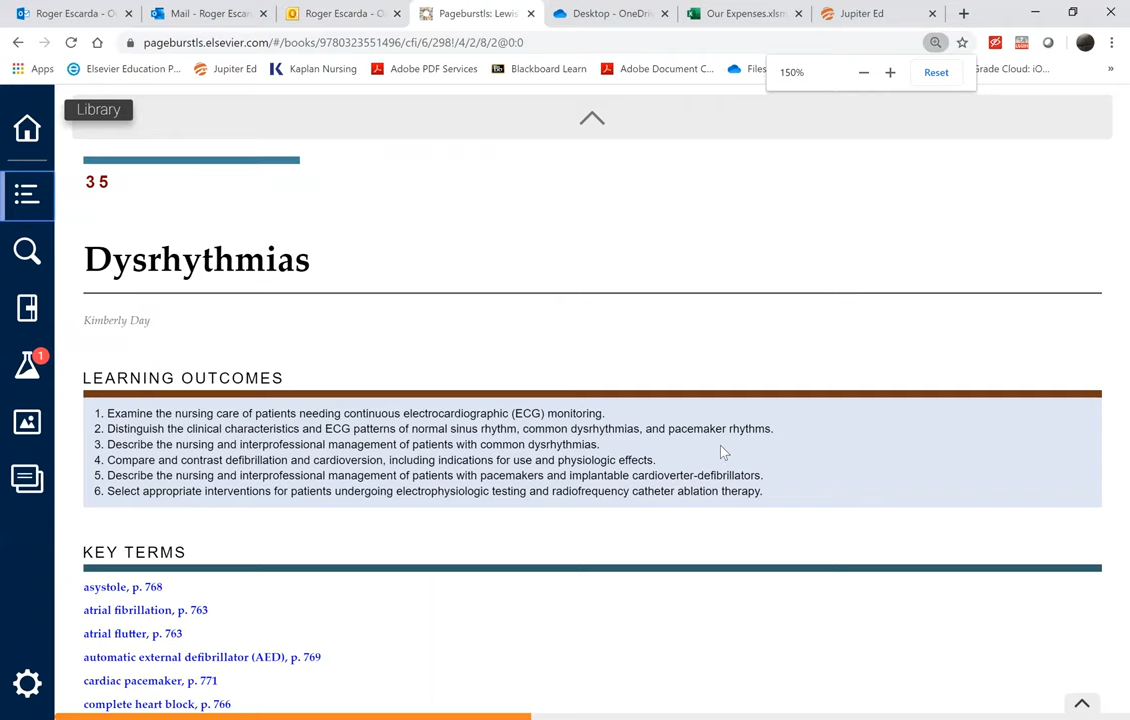 Roger Escarda - O
Mail - Roger Escar
Roger Escarda - O
Pageburstls: Lewis
Desktop - OneDri
Our Expenses.xlsm
Jupiter Ed
pageburstls.elsevier.com/#/books/9780323551496/cfi/6/298!/4/2/8/2@0:0
Apps
Elsevier Education P...
Jupiter Ed
Kaplan Nursing
Adobe PDF Services
Blackboard Learn
Adobe Document C...
Files
Grade Cloud: iO...
»
150%
Reset
Library
1
35
Dysrhythmias
Kimberly Day
LEARNING OUTCOMES
1. Examine the nursing care of patients needing continuous electrocardiographic (ECG) monitoring.
2. Distinguish the clinical characteristics and ECG patterns of normal sinus rhythm, common dysrhythmias, and pacemaker rhythms.
3. Describe the nursing and interprofessional management of patients with common dysrhythmias.
4. Compare and contrast defibrillation and cardioversion, including indications for use and physiologic effects.
5. Describe the nursing and interprofessional management of patients with pacemakers and implantable cardioverter-defibrillators.
6. Select appropriate interventions for patients undergoing electrophysiologic testing and radiofrequency catheter ablation therapy.
KEY TERMS
asystole, p. 768
atrial fibrillation, p. 763
atrial flutter, p. 763
automatic external defibrillator (AED), p. 769
cardiac pacemaker, p. 771
complete heart block, p. 766